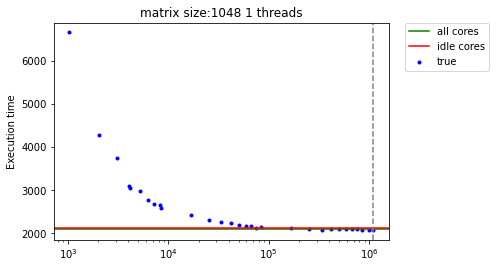 matrix size:1048 1 threads
all cores
idle cores
true
Execution time
6000
5000
4000
3000
2000
10³
10⁴
10⁵
10⁶